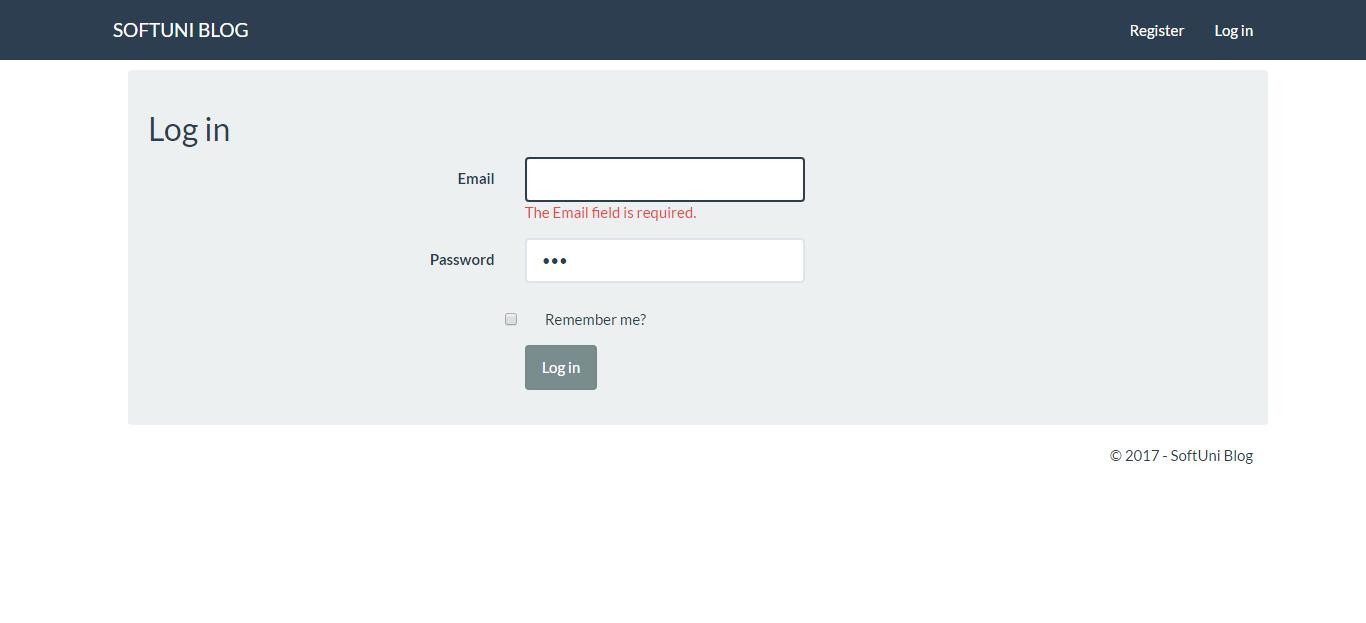 SOFTUNI BLOG
Register
Log in
Log in
Email
The Email field is required.
Password
•••
Remember me?
Log in
© 2017 - SoftUni Blog